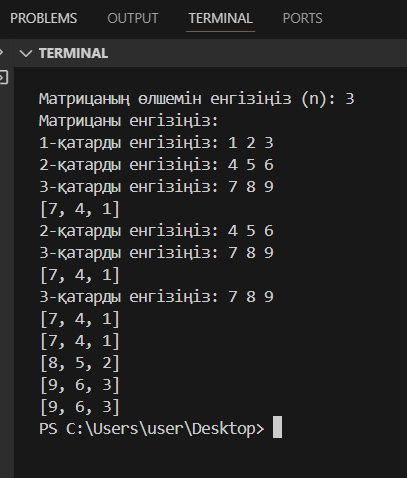 PROBLEMS OUTPUT TERMINAL PORTS
TERMINAL
Матрицаның өлшемін енгізіңіз (n): 3
Матрицаны енгізіңіз:
1-қатарды енгізіңіз: 1 2 3
2-қатарды енгізіңіз: 4 5 6
3-қатарды енгізіңіз: 7 8 9
[7, 4, 1]
2-қатарды енгізіңіз: 4 5 6
3-қатарды енгізіңіз: 7 8 9
[7, 4, 1]
3-қатарды енгізіңіз: 7 8 9
[7, 4, 1]
[7, 4, 1]
[8, 5, 2]
[9, 6, 3]
[9, 6, 3]
PS C:\Users\user\Desktop>